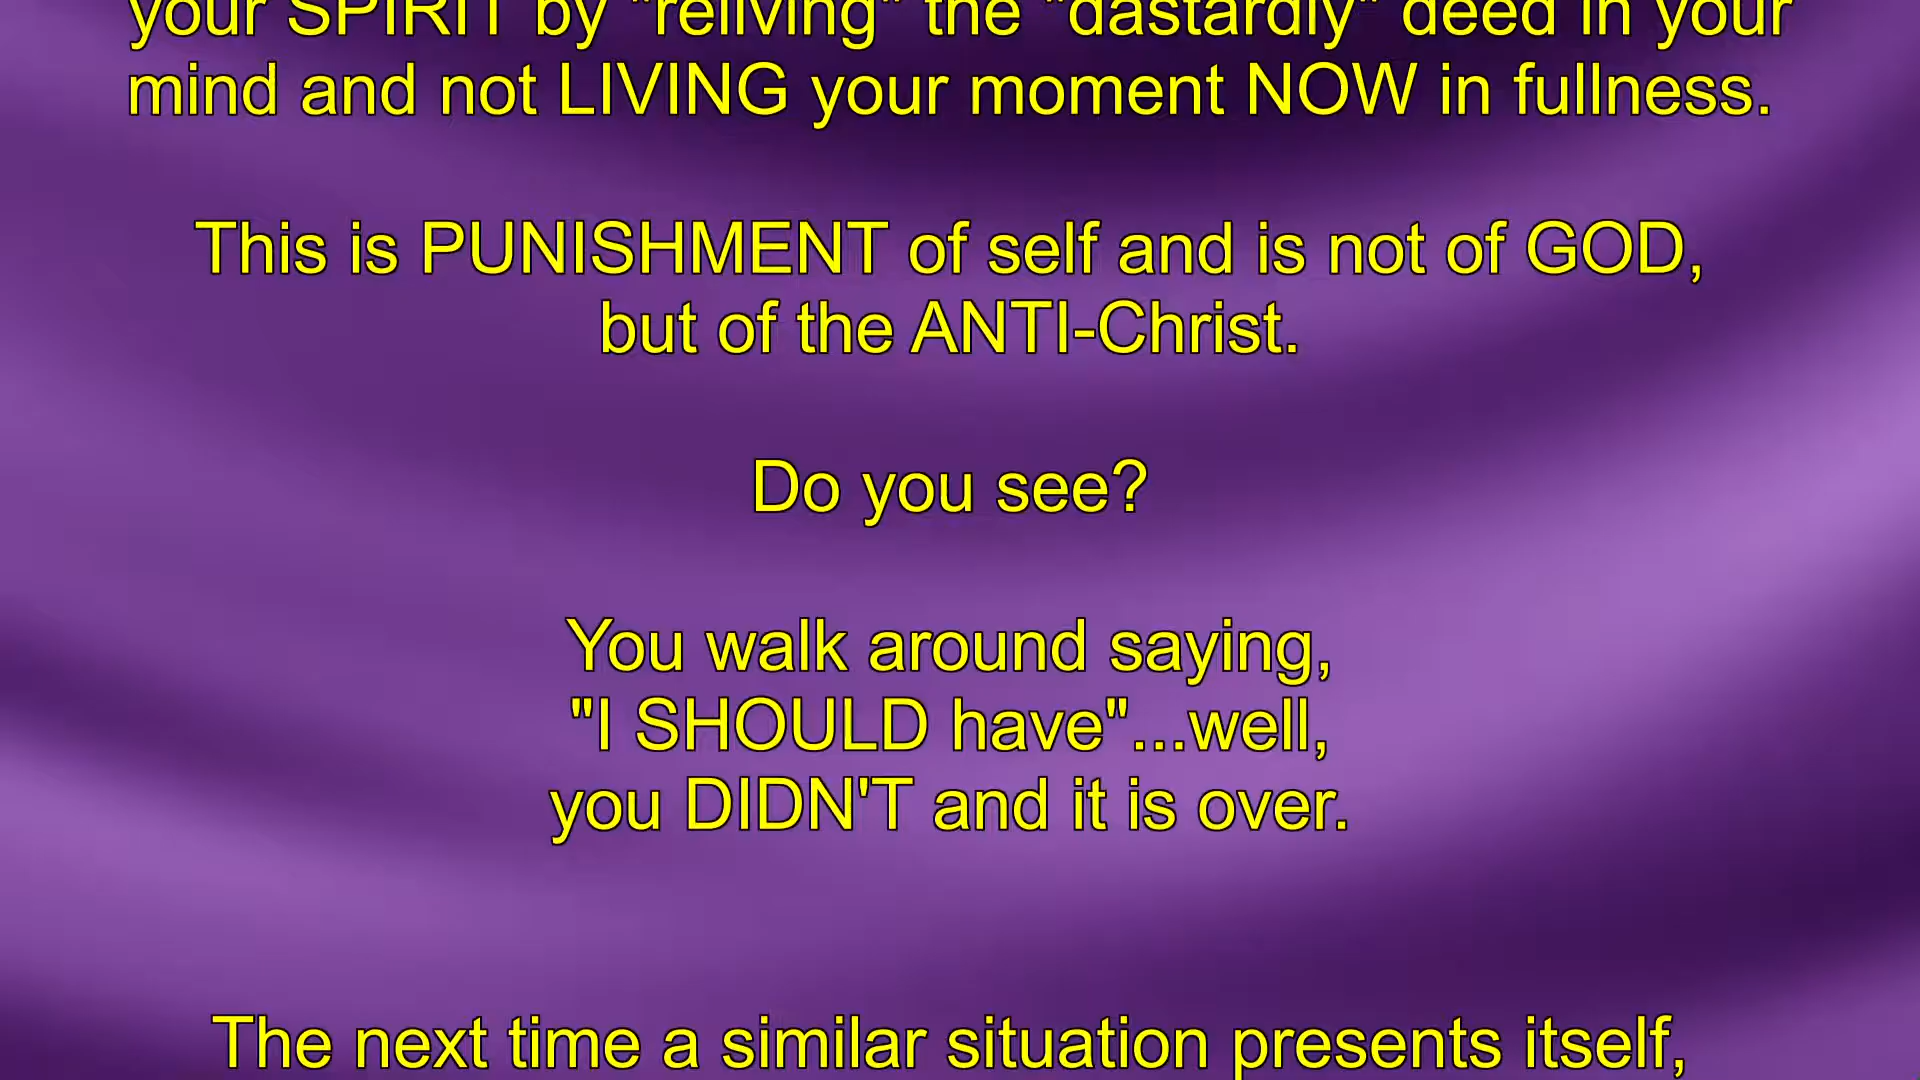 your SPIRIT by "reliving" the "dastardly" deed in your
mind and not LIVING your moment NOW in fullness.
This is PUNISHMENT of self and is not of GOD,
but of the ANTI-Christ.
Do you see?
You walk around saying,
"I SHOULD have"...well,
you DIDN'T and it is over.
The next time a similar situation presents itself,